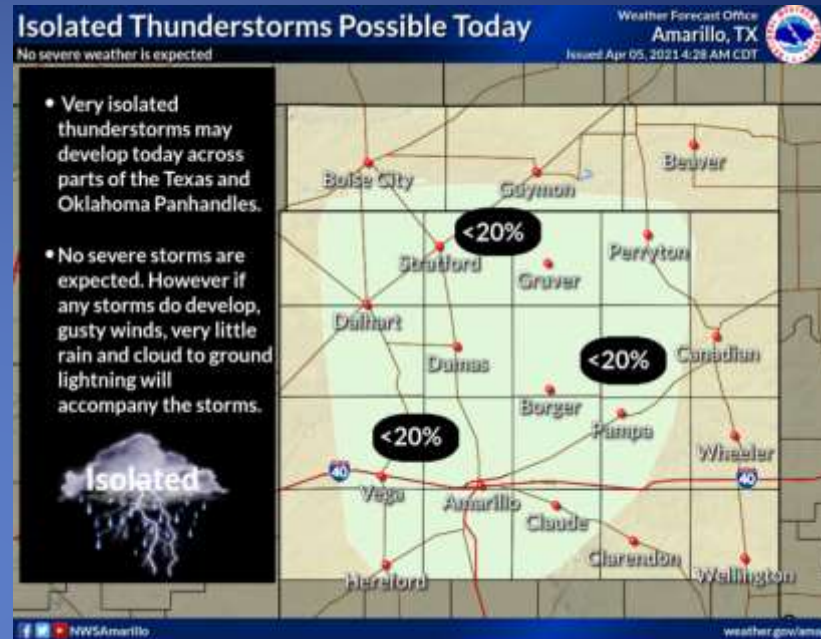 Isolated Thunderstorms Possible Today
No severe weather is expected
Weather Forecast Office
Amarillo, TX
Issued Apr 05, 2021 4:28 AM CDT
• Very isolated
thunderstorms may
develop today across
parts of the Texas and
Oklahoma Panhandles.
• No severe storms are
expected. However if
any storms do develop,
gusty winds, very little
rain and cloud to ground
lightning will
accompany the storms.
Isolated
Boise City
Guymon
Beaver
<20%
Stratford
Gruver
Perryton
Dalhart
Dumas
<20%
Canadian
Borger
Pampa
<20%
Wheeler
40
Vega
Amarillo
40
Claude
Clarendon
Hereford
Wellington
NWSAmarillo
weather.gov/ama